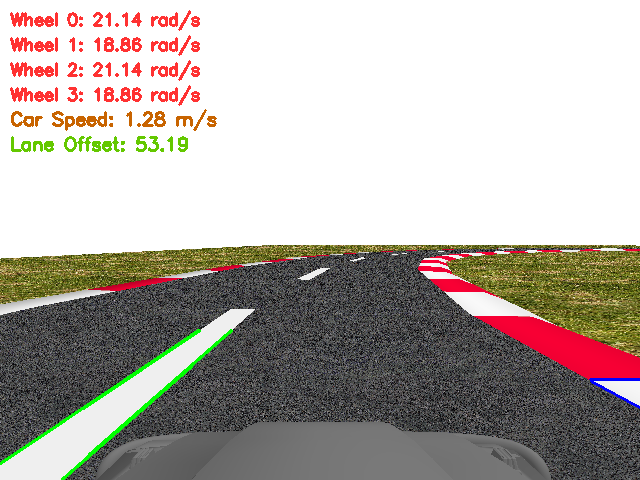 Wheel 0: 21.14 rad/s
Wheel 1: 18.86 rad/s
Wheel 2: 21.14 rad/s
Wheel 3: 18.86 rad/s
Car Speed: 1.28 m/s
Lane Offset: 53.19